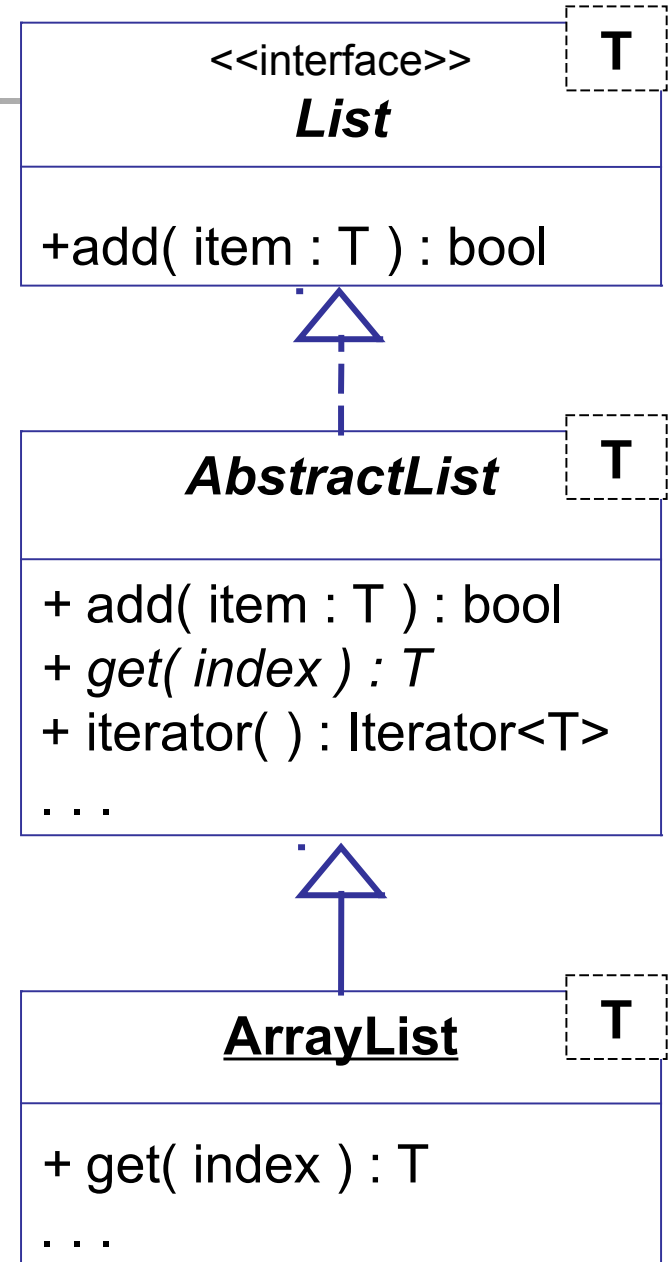 <<interface>>
T
List
+add( item : T ) : bool
AbstractList
T
+ add( item : T ) : bool
+ get( index ) : T
+ iterator( ) : Iterator<T>
. . .
ArrayList
T
+ get( index ) : T
. . .